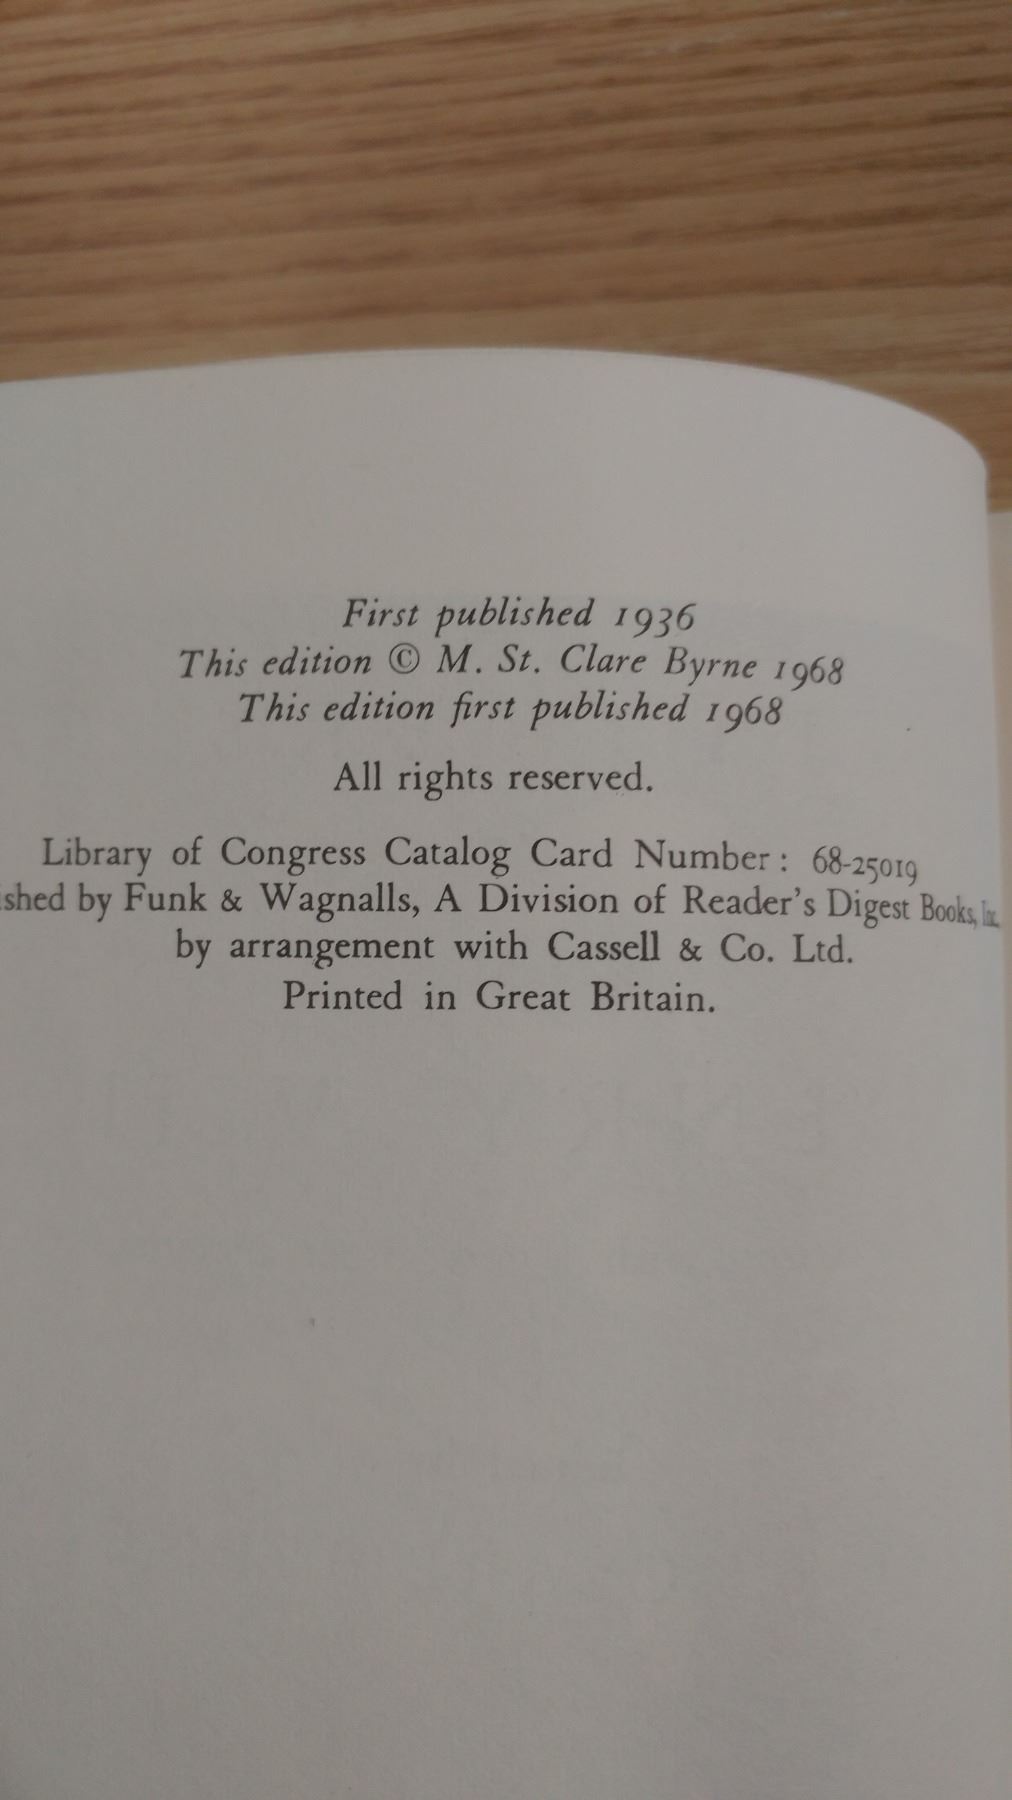 First published 1936
This edition © M. St. Clare Byrne 1968
This edition first published 1968
All rights reserved.
Library of Congress Catalog Card Number: 68-25019
shed by Funk & Wagnalls, A Division of Reader's Digest Books, Inc.
by arrangement with Cassell & Co. Ltd.
Printed in Great Britain.